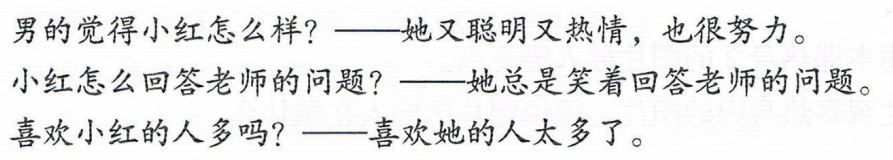 男的觉得小红怎么样？——她又聪明又热情，也很努力。
小红怎么回答老师的问题？——她总是笑着回答老师的问题。
喜欢小红的人多吗？——喜欢她的人太多了。